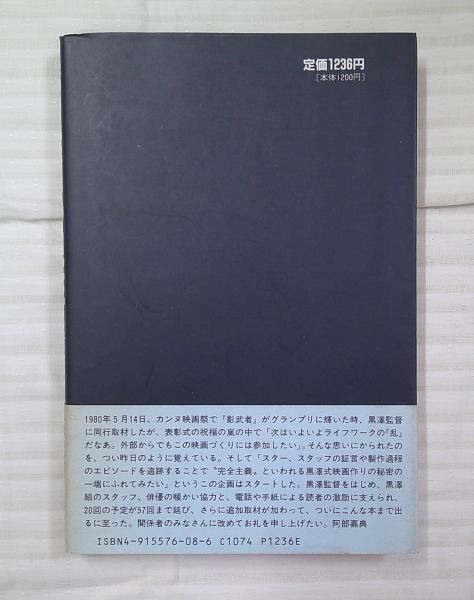 定価1236円
［本体1200円］
1980年5月14日、カンヌ映画祭で『影武者』がグランプリに輝いた時、黒澤監督
に同行取材したが、表彰式の祝福の嵐の中で「次はいよいよライフワークの『乱』
だなあ。外部からでもこの映画づくりには参加したい」。そんな思いにかられたの
を、つい昨日のように覚えている。そして「スター、スタッフの証言や製作過程
のエピソードを追跡することで〝完全主義〟といわれる黒澤式映画作りの秘密の
一端にふれてみたい」というこの企画はスタートした。黒澤監督をはじめ、黒澤
組のスタッフ、俳優の暖かい協力と、電話や手紙による読者の激励に支えられ、
20回の予定が57回まで延び、さらに追加取材が加わって、ついにこんな本まで出
るに至った。関係者のみなさんに改めてお礼を申し上げたい。阿部嘉典
ISBN4-915576-08-6 C1074 P1236E